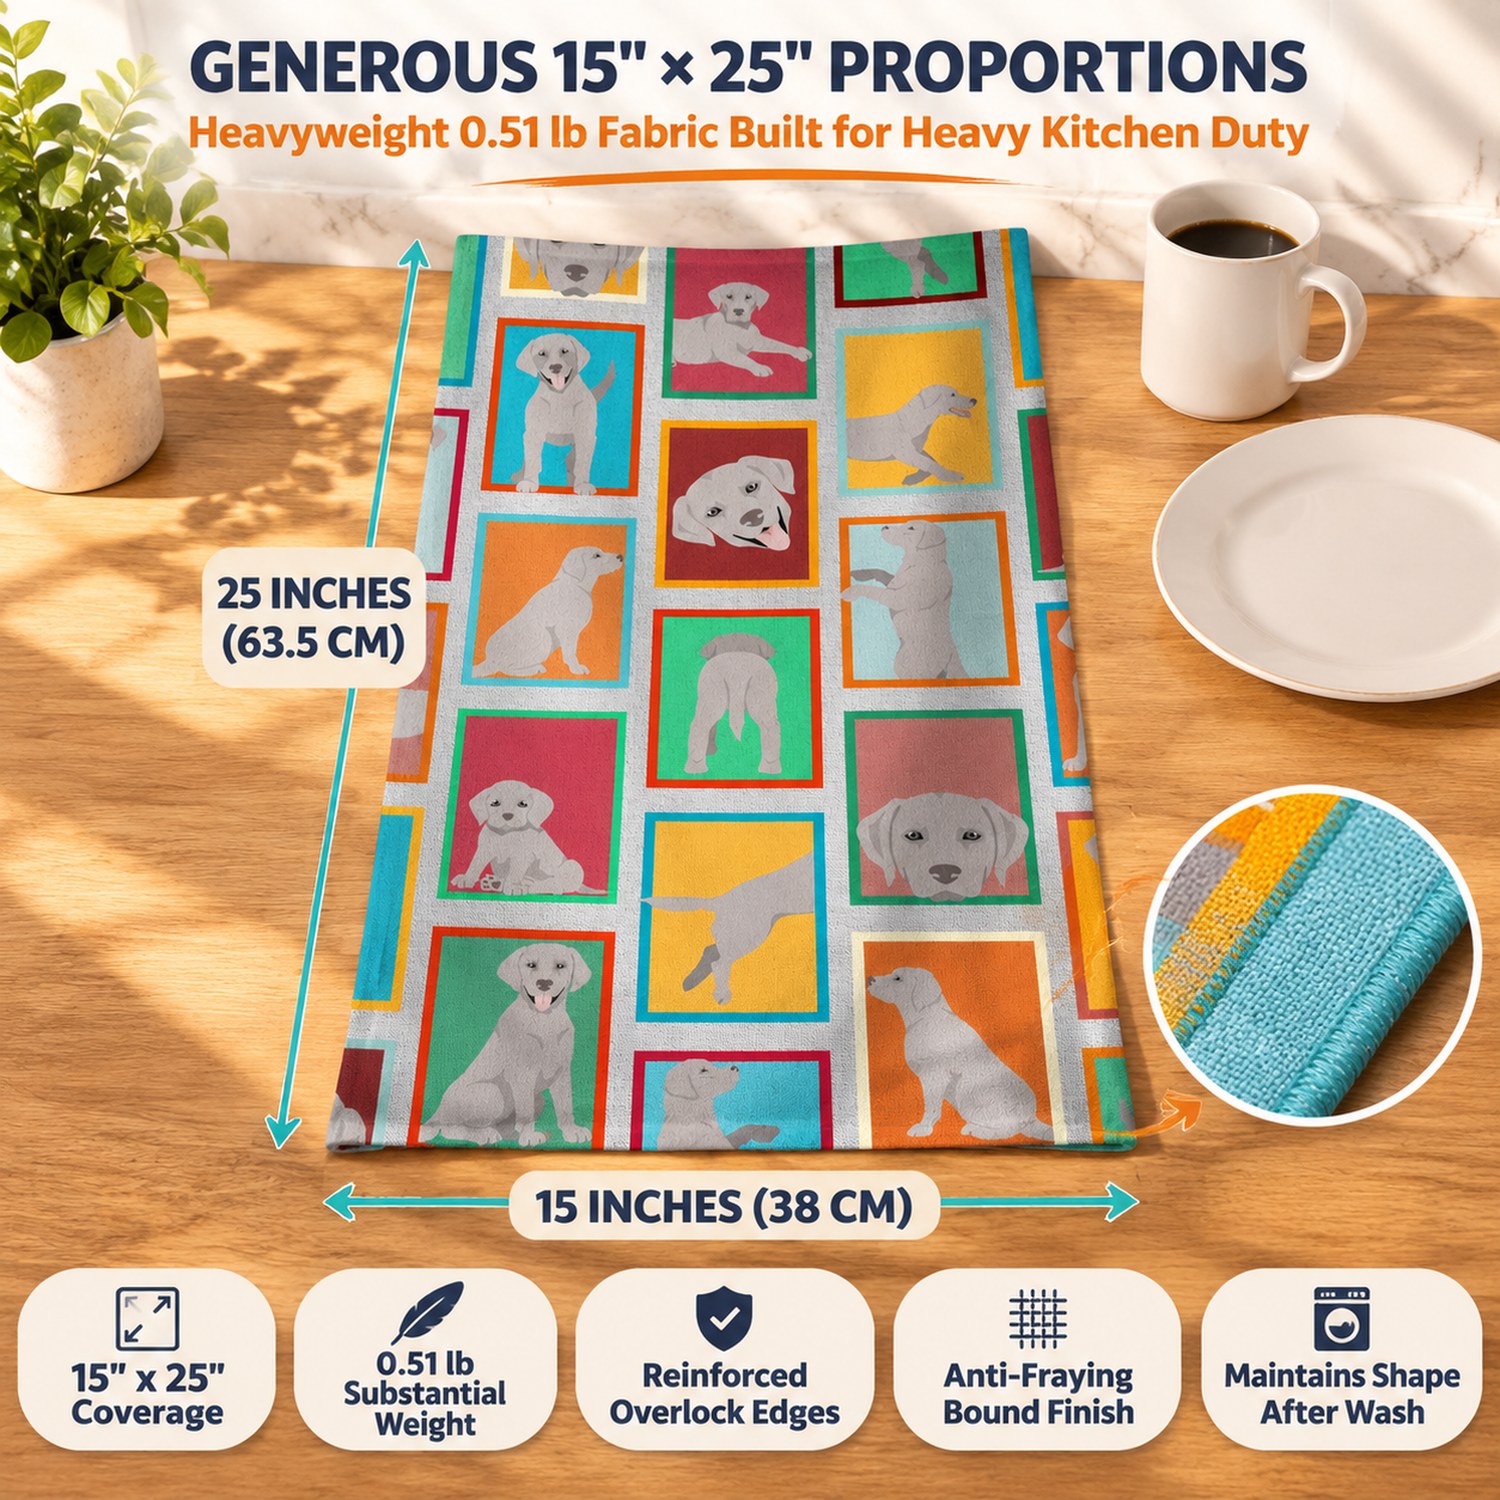 GENEROUS 15" × 25" PROPORTIONS
Heavyweight 0.51 lb Fabric Built for Heavy Kitchen Duty
25 INCHES
(63.5 CM)
15 INCHES (38 CM)
15" x 25"
Coverage
0.51 lb
Substantial
Weight
Reinforced
Overlock Edges
Anti-Fraying
Bound Finish
Maintains Shape
After Wash